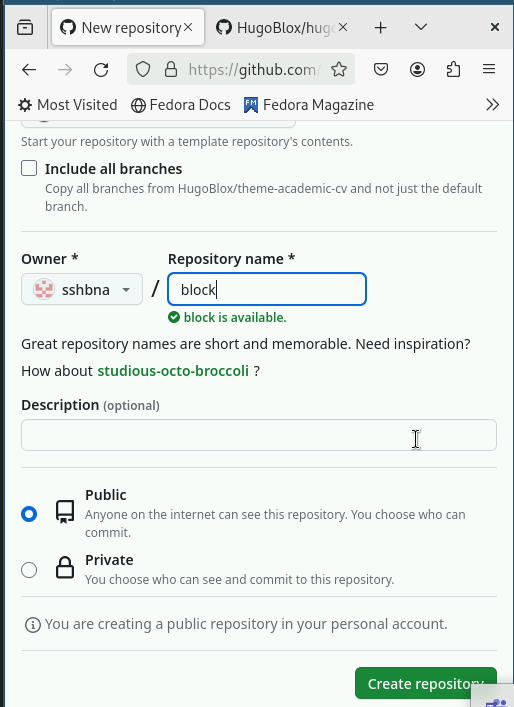 New repository
HugoBlox/hugo
https://github.com/
Most Visited
Fedora Docs
Fedora Magazine
Start your repository with a template repository's contents.
Include all branches
Copy all branches from HugoBlox/theme-academic-cv and not just the default
branch.
Owner *
Repository name *
sshbna
/
block
block is available.
Great repository names are short and memorable. Need inspiration?
How about studious-octo-broccoli ?
Description (optional)
Public
Anyone on the internet can see this repository. You choose who can
commit.
Private
You choose who can see and commit to this repository.
You are creating a public repository in your personal account.
Create repository